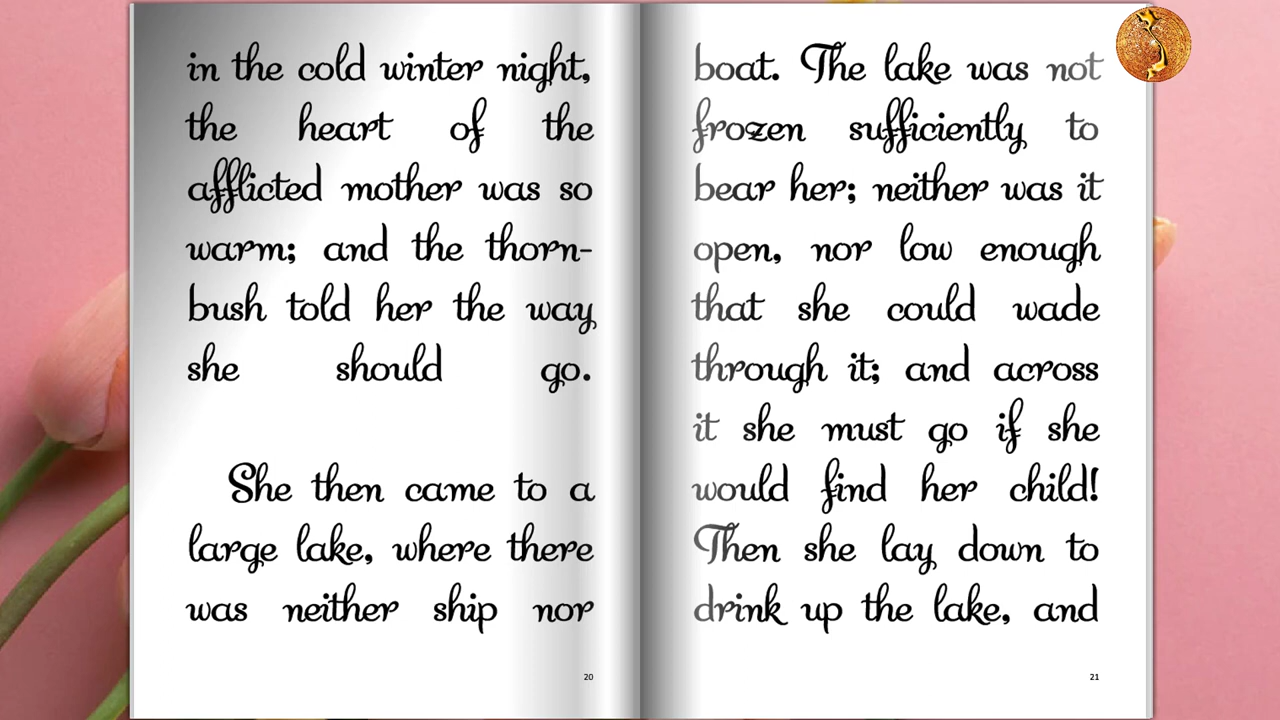 in the cold winter night,
the heart of the
afflicted mother was so
warm; and the thorn-
bush told her the way
she should go.
She then came to a
large lake, where there
was neither ship nor
20
boat. The lake was not
frozen sufficiently to
bear her; neither was it
open, nor low enough
that she could wade
through it; and across
it she must go if she
would find her child!
Then she lay down to
drink up the lake, and
21